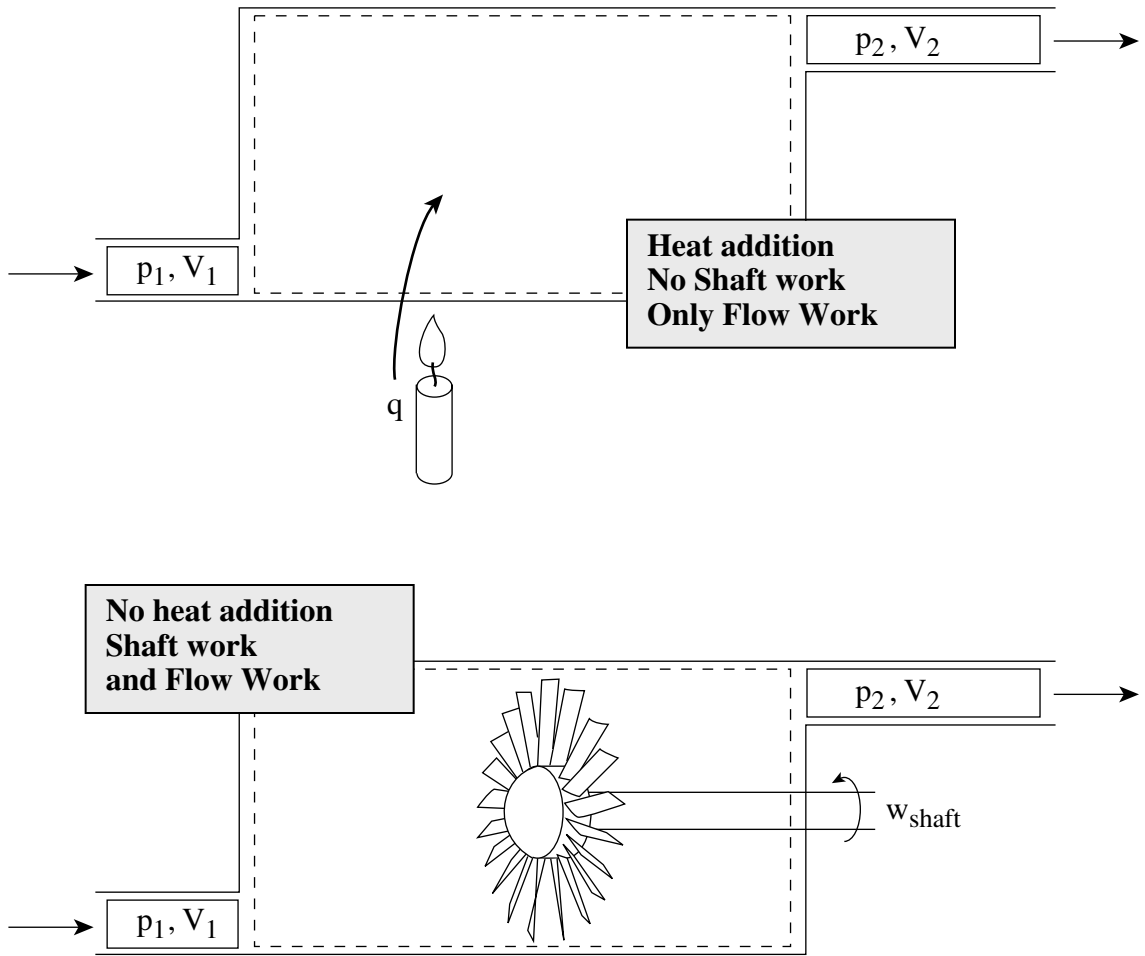 p₂, V₂
p₁, V₁
Heat addition
No Shaft work
Only Flow Work
q
No heat addition
Shaft work
and Flow Work
p₂, V₂
w_shaft
p₁, V₁